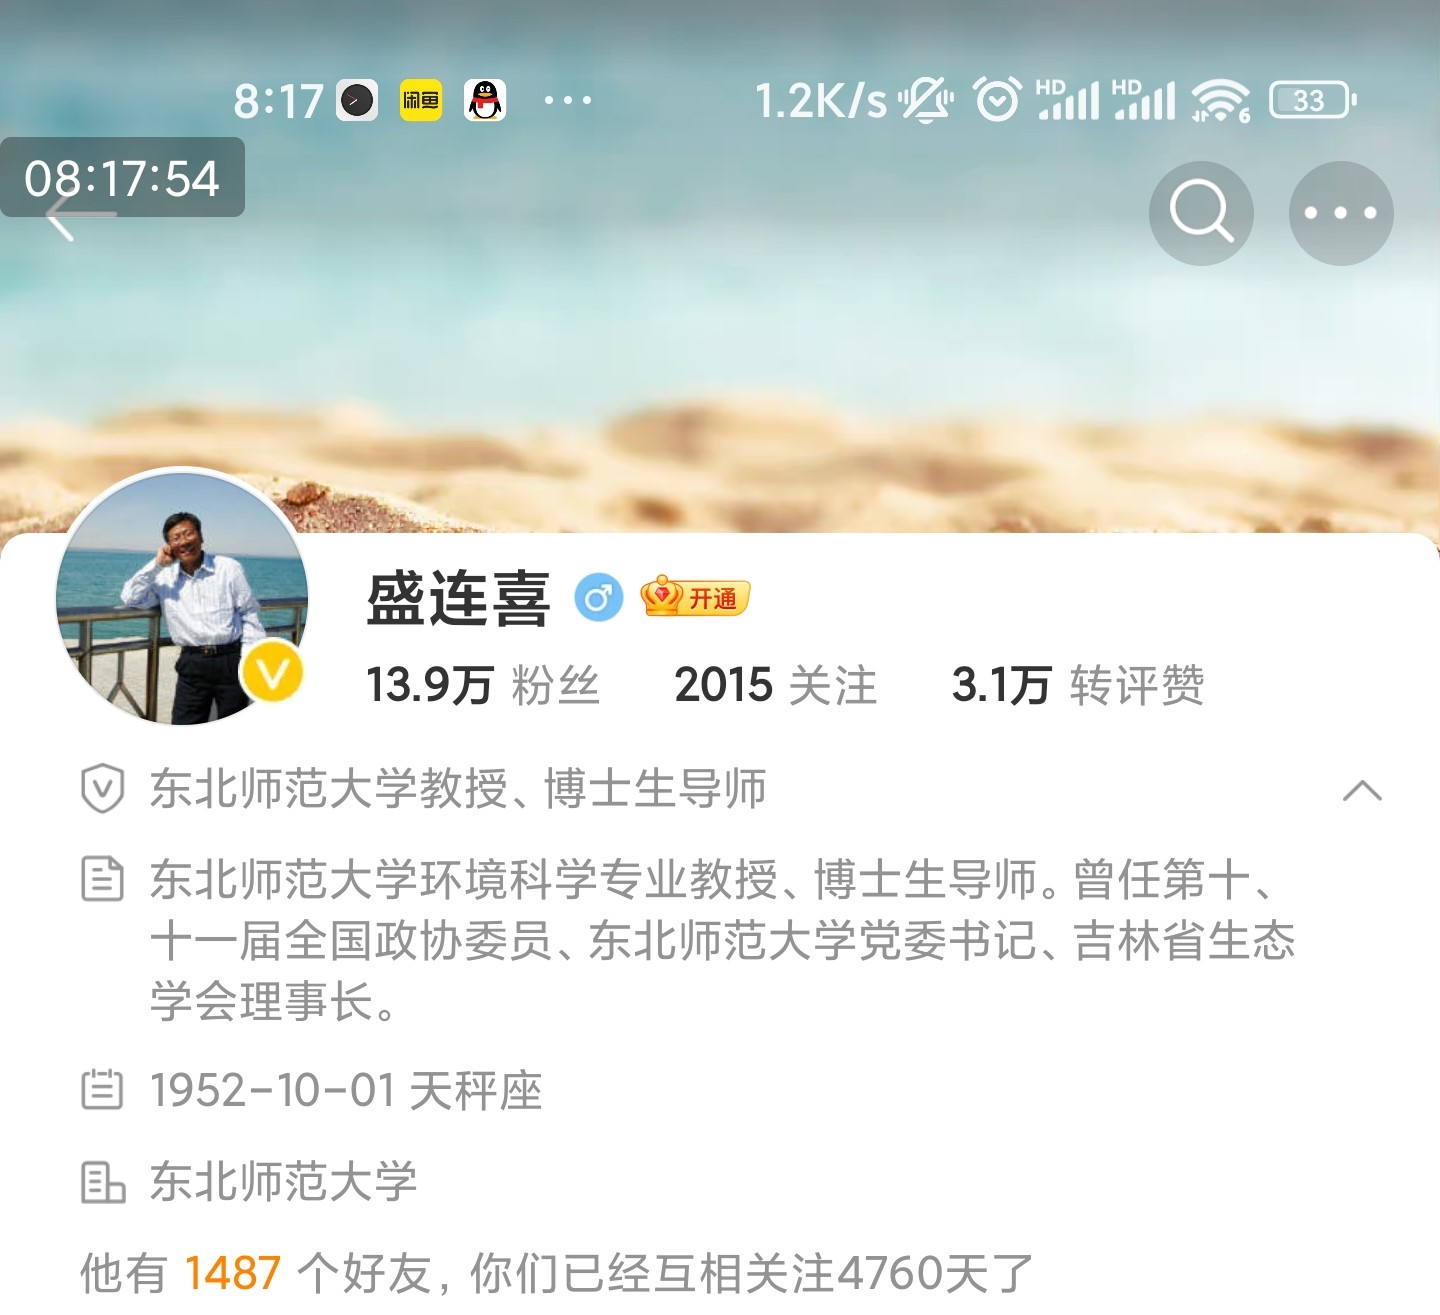 8:17 闲鱼 1.2K/s HD HD 6 33
08:17:54
盛连喜 开通
13.9万 粉丝 2015 关注 3.1万 转评赞
东北师范大学教授、博士生导师
东北师范大学环境科学专业教授、博士生导师。曾任第十、
十一届全国政协委员、东北师范大学党委书记、吉林省生态
学会理事长。
1952-10-01 天秤座
东北师范大学
他有 1487 个好友，你们已经互相关注4760天了